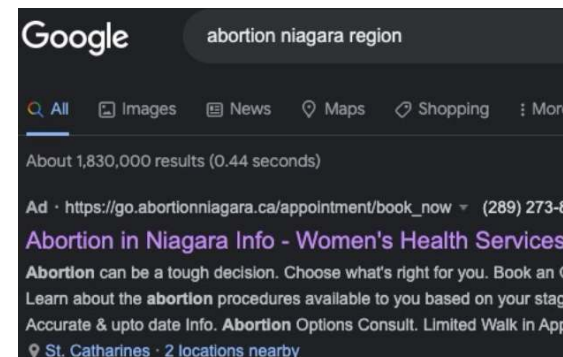 Google
abortion niagara region
All Images News Maps Shopping More
About 1,830,000 results (0.44 seconds)
Ad · https://go.abortionniagara.ca/appointment/book_now (289) 273-8
Abortion in Niagara Info - Women's Health Services
Abortion can be a tough decision. Choose what's right for you. Book an
Learn about the abortion procedures available to you based on your stag
Accurate & upto date Info. Abortion Options Consult. Limited Walk in App
St. Catharines · 2 locations nearby